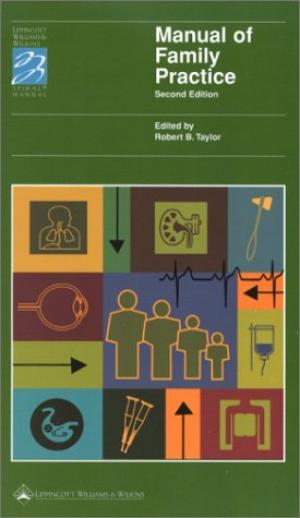 LIPPINCOTT
WILLIAMS &
WILKINS
SPIRAL®
MANUAL
Manual of
Family
Practice
Second Edition
Edited by
Robert B. Taylor
LIPPINCOTT WILLIAMS & WILKINS